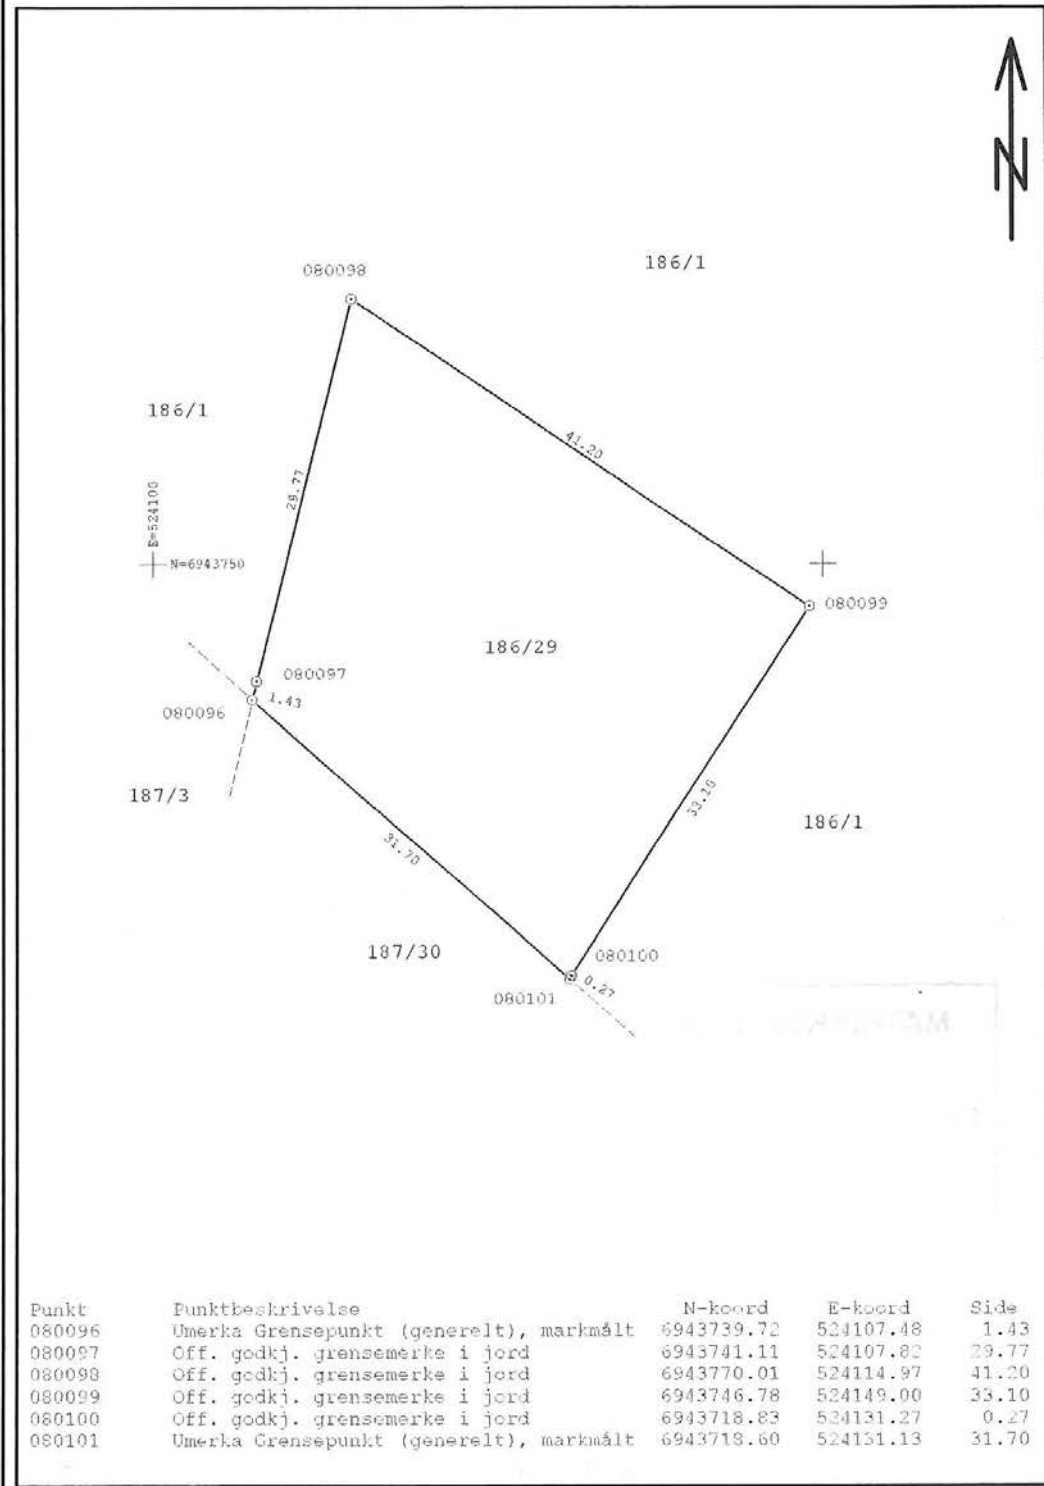 N
080098
186/1
186/1
41.20
29.77
E=524100
N=6943750
080099
186/29
080097
1.43
080096
33.10
187/3
186/1
31.70
187/30
080100
0.27
080101
Punkt Punktbeskrivelse N-koord E-koord Side
080096 Umerka Grensepunkt (generelt), markmålt 6943739.72 524107.48 1.43
080097 Off. godkj. grensemerke i jord 6943741.11 524107.82 29.77
080098 Off. godkj. grensemerke i jord 6943770.01 524114.97 41.20
080099 Off. godkj. grensemerke i jord 6943746.78 524149.00 33.10
080100 Off. godkj. grensemerke i jord 6943718.83 524131.27 0.27
080101 Umerka Grensepunkt (generelt), markmålt 6943718.60 524131.13 31.70